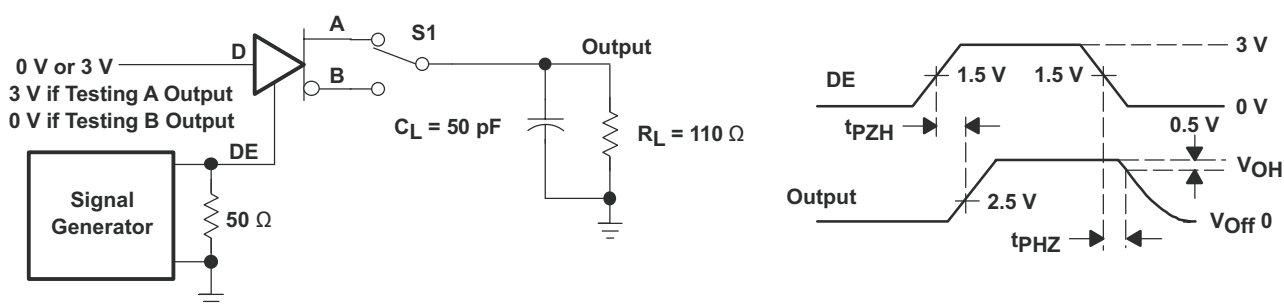 A
S1
D
0 V or 3 V
B
3 V if Testing A Output
0 V if Testing B Output
DE
Signal
Generator
50 Ω
Output
CL = 50 pF
RL = 110 Ω
3 V
DE
1.5 V
1.5 V
0 V
tPZH
0.5 V
VOH
Output
2.5 V
VOff 0
tPHZ